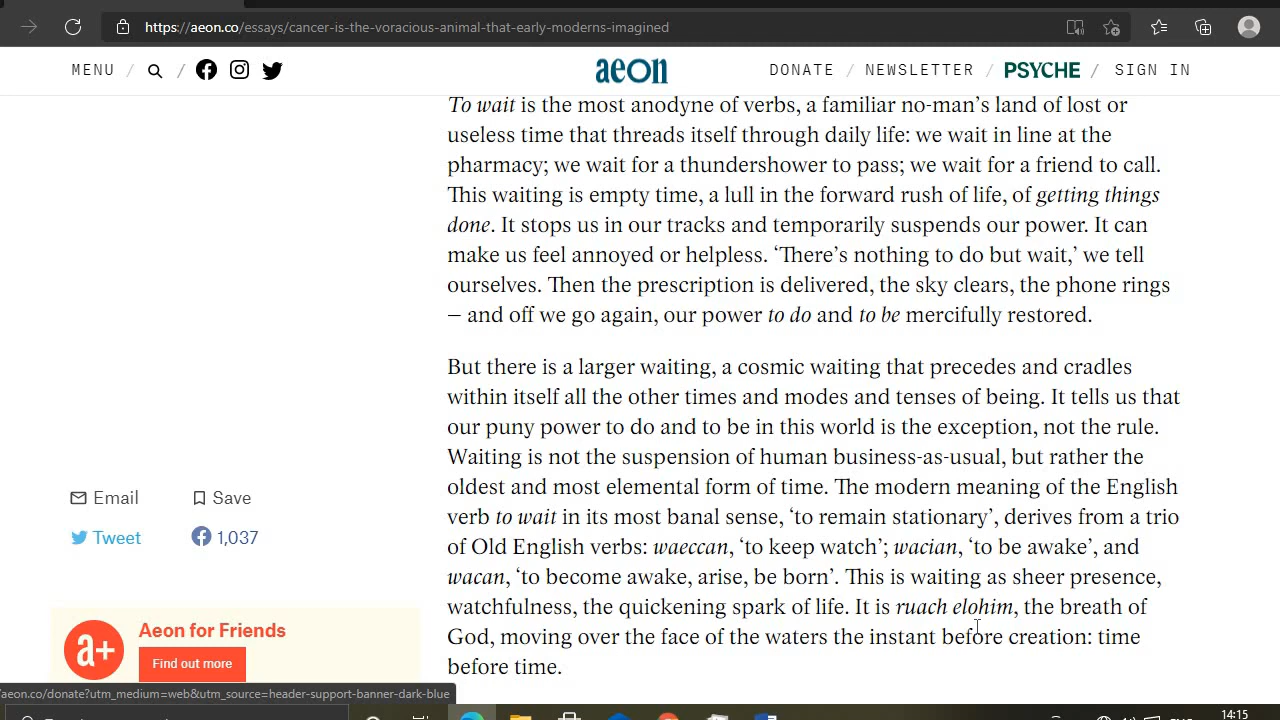 https://aeon.co/essays/cancer-is-the-voracious-animal-that-early-moderns-imagined
MENU / / aeon DONATE / NEWSLETTER / PSYCHE / SIGN IN
To wait is the most anodyne of verbs, a familiar no-man’s land of lost or
useless time that threads itself through daily life: we wait in line at the
pharmacy; we wait for a thundershower to pass; we wait for a friend to call.
This waiting is empty time, a lull in the forward rush of life, of getting things
done. It stops us in our tracks and temporarily suspends our power. It can
make us feel annoyed or helpless. ‘There’s nothing to do but wait,’ we tell
ourselves. Then the prescription is delivered, the sky clears, the phone rings
– and off we go again, our power to do and to be mercifully restored.
But there is a larger waiting, a cosmic waiting that precedes and cradles
within itself all the other times and modes and tenses of being. It tells us that
our puny power to do and to be in this world is the exception, not the rule.
Waiting is not the suspension of human business-as-usual, but rather the
oldest and most elemental form of time. The modern meaning of the English
verb to wait in its most banal sense, ‘to remain stationary’, derives from a trio
of Old English verbs: waeccan, ‘to keep watch’; wacian, ‘to be awake’, and
wacan, ‘to become awake, arise, be born’. This is waiting as sheer presence,
watchfulness, the quickening spark of life. It is ruach elohim, the breath of
God, moving over the face of the waters the instant before creation: time
before time.
Email Save
Tweet 1,037
a+ Aeon for Friends
Find out more
/aeon.co/donate?utm_medium=web&utm_source=header-support-banner-dark-blue
14:15